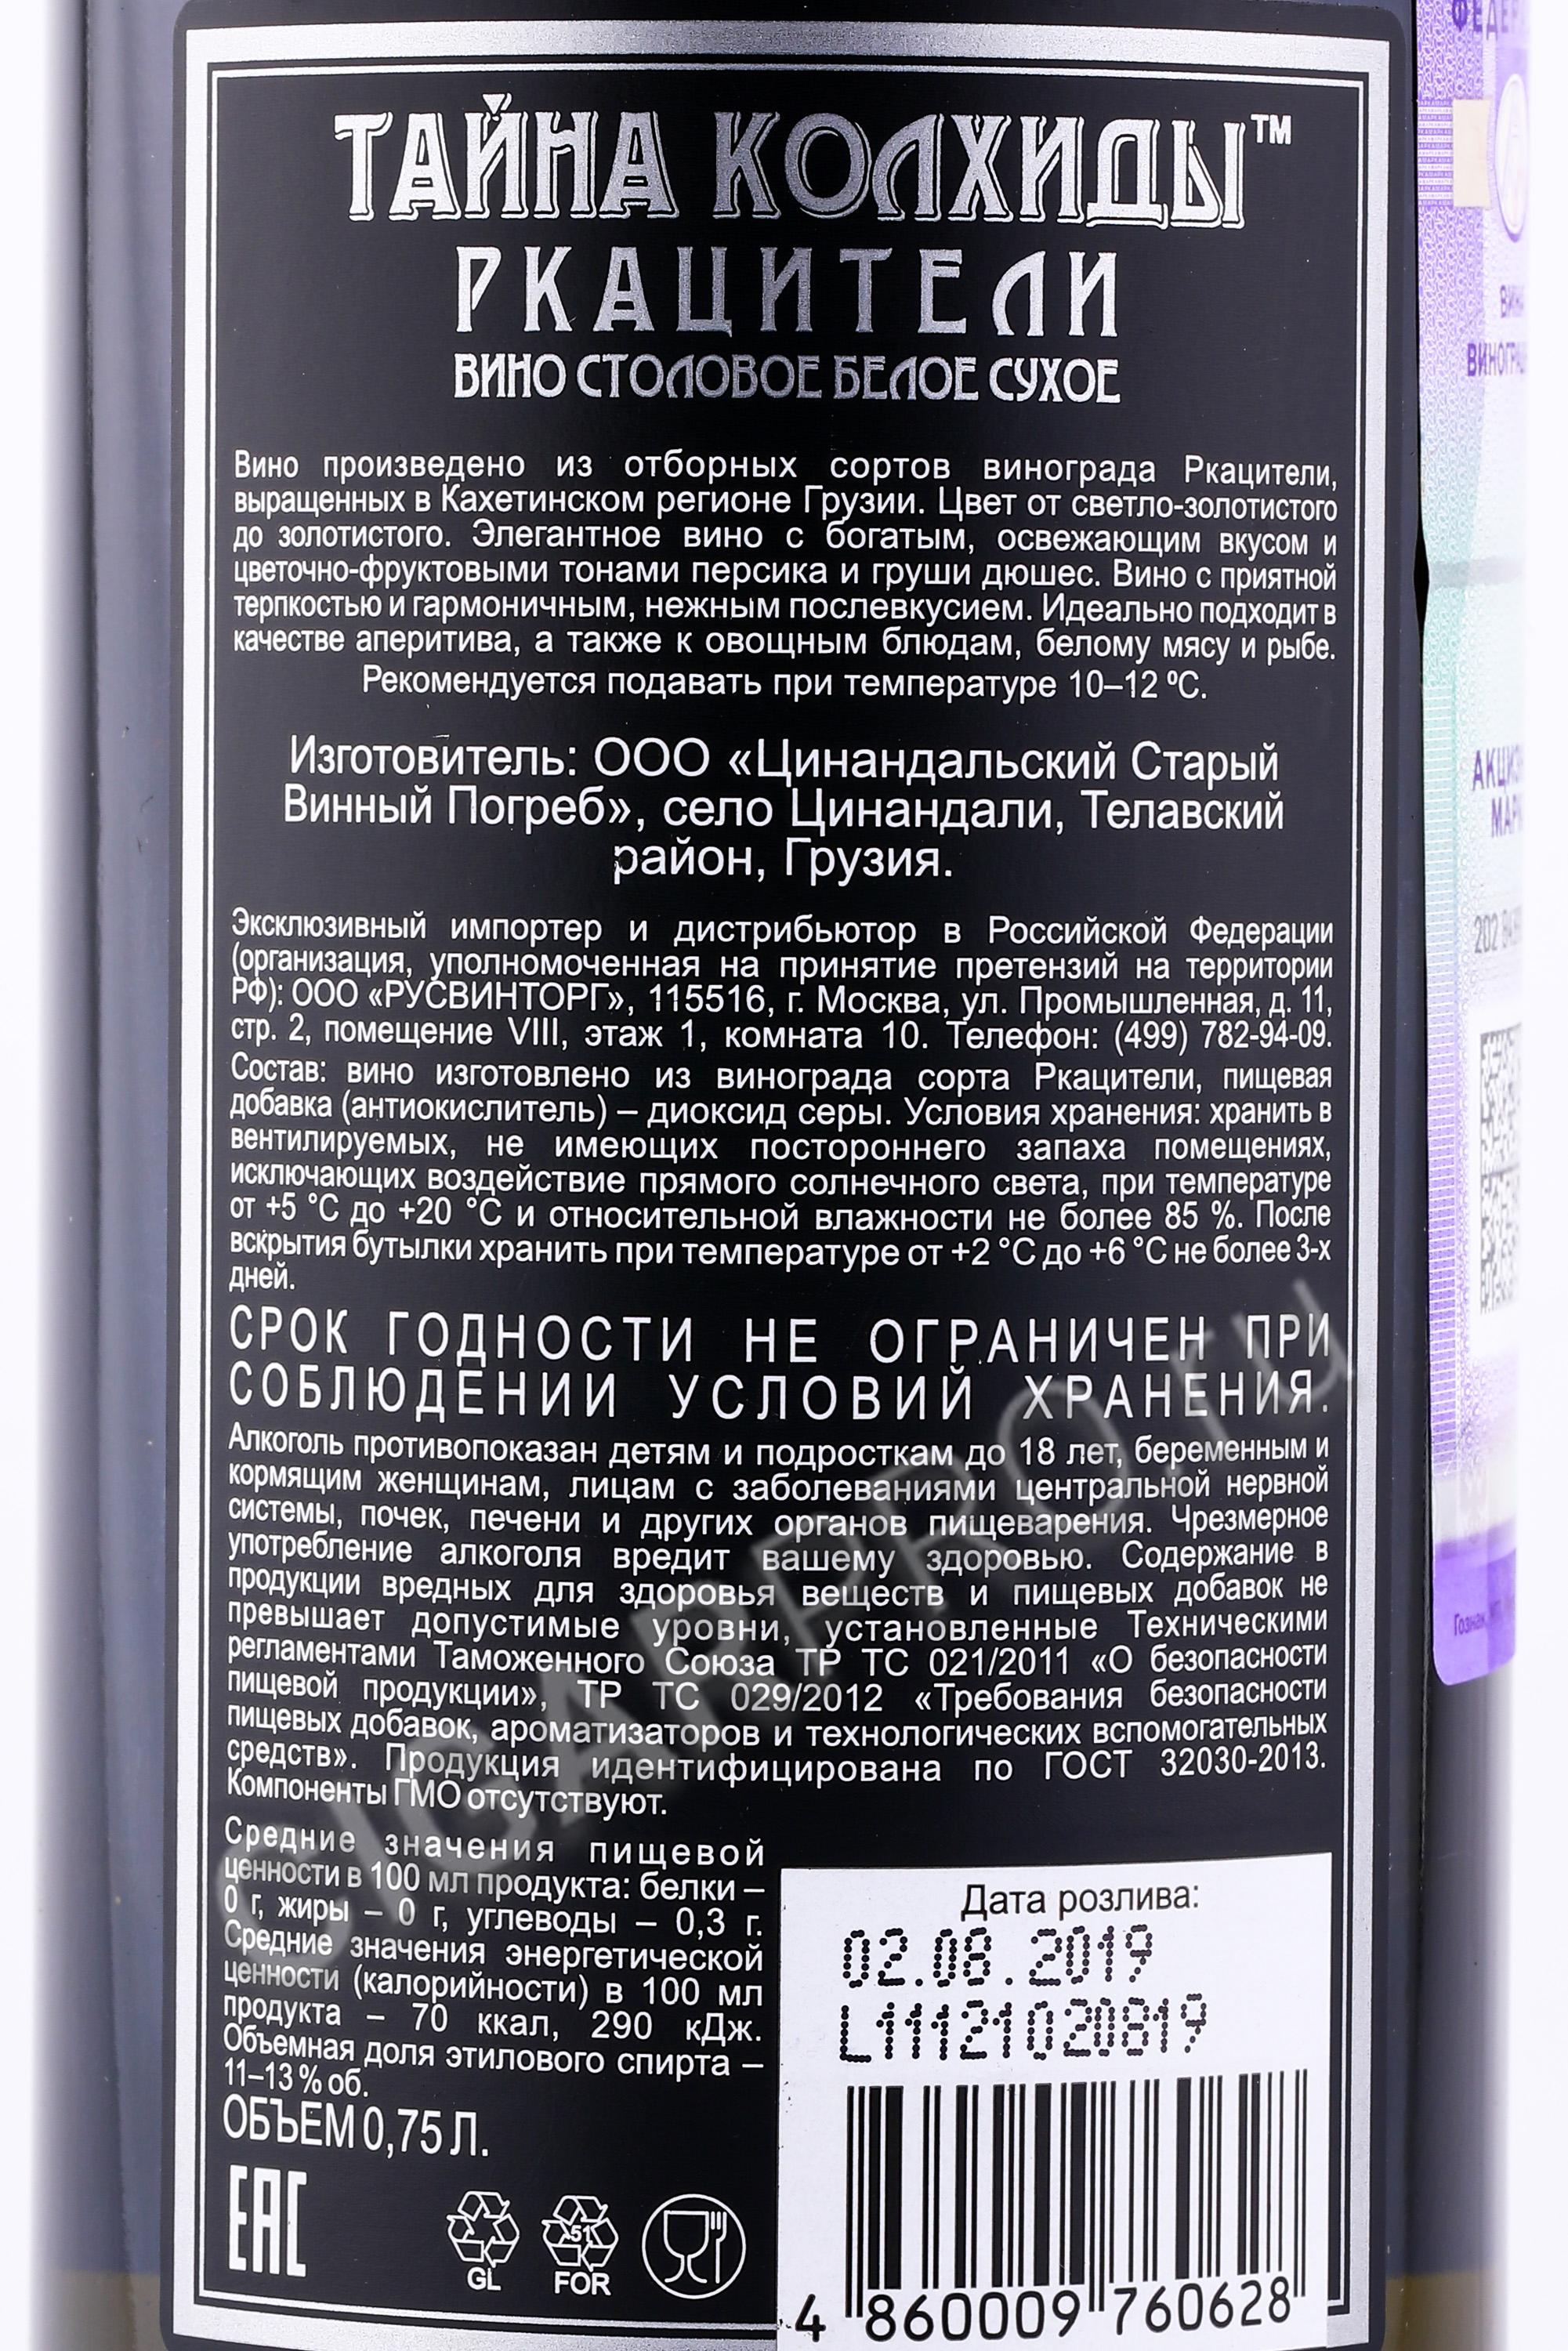 ТАЙНА КОЛХИДЫ™
РКАЦИТЕЛИ
ВИНО СТОЛОВОЕ БЕЛОЕ СУХОЕ
Вино произведено из отборных сортов винограда Ркацители,
выращенных в Кахетинском регионе Грузии. Цвет от светло-золотистого
до золотистого. Элегантное вино с богатым, освежающим вкусом и
цветочно-фруктовыми тонами персика и груши дюшес. Вино с приятной
терпкостью и гармоничным, нежным послевкусием. Идеально подходит в
качестве аперитива, а также к овощным блюдам, белому мясу и рыбе.
Рекомендуется подавать при температуре 10–12 ºС.
Изготовитель: ООО «Цинандальский Старый
Винный Погреб», село Цинандали, Телавский
район, Грузия.
Эксклюзивный импортер и дистрибьютор в Российской Федерации
(организация, уполномоченная на принятие претензий на территории
РФ): ООО «РУСВИНТОРГ», 115516, г. Москва, ул. Промышленная, д. 11,
стр. 2, помещение VIII, этаж 1, комната 10. Телефон: (499) 782-94-09.
Состав: вино изготовлено из винограда сорта Ркацители, пищевая
добавка (антиокислитель) – диоксид серы. Условия хранения: хранить в
вентилируемых, не имеющих постороннего запаха помещениях,
исключающих воздействие прямого солнечного света, при температуре
от +5 °С до +20 °С и относительной влажности не более 85 %. После
вскрытия бутылки хранить при температуре от +2 °С до +6 °С не более 3-х
дней.
СРОК ГОДНОСТИ НЕ ОГРАНИЧЕН ПРИ
СОБЛЮДЕНИИ УСЛОВИЙ ХРАНЕНИЯ.
Алкоголь противопоказан детям и подросткам до 18 лет, беременным и
кормящим женщинам, лицам с заболеваниями центральной нервной
системы, почек, печени и других органов пищеварения. Чрезмерное
употребление алкоголя вредит вашему здоровью. Содержание в
продукции вредных для здоровья веществ и пищевых добавок не
превышает допустимые уровни, установленные Техническими
регламентами Таможенного Союза ТР ТС 021/2011 «О безопасности
пищевой продукции», ТР ТС 029/2012 «Требования безопасности
пищевых добавок, ароматизаторов и технологических вспомогательных
средств». Продукция идентифицирована по ГОСТ 32030-2013.
Компоненты ГМО отсутствуют.
Средние значения пищевой
ценности в 100 мл продукта: белки –
0 г, жиры – 0 г, углеводы – 0,3 г.
Средние значения энергетической
ценности (калорийности) в 100 мл
продукта – 70 ккал, 290 кДж.
Объемная доля этилового спирта –
11–13 % об.
ОБЪЕМ 0,75 Л.
EAC
GL
51
FOR
Дата розлива:
02.08.2019
L11121020819
4 860009 760628
CIGARPRO.ru
202